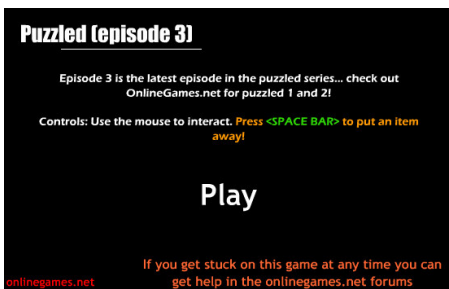 Puzzled (episode 3)
Episode 3 is the latest episode in the puzzled series... check out
OnlineGames.net for puzzled 1 and 2!
Controls: Use the mouse to interact. Press <SPACE BAR> to put an item
away!
Play
If you get stuck on this game at any time you can
get help in the onlinegames.net forums
onlinegames.net